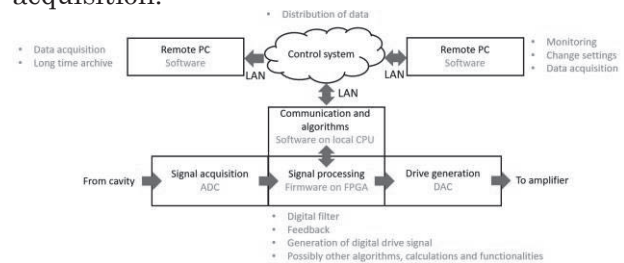 acquisition.
• Distribution of data
• Data acquisition
• Long time archive
Remote PC
Software
LAN
Control system
LAN
Remote PC
Software
• Monitoring
• Change settings
• Data acquisition
LAN
Communication and
algorithms
Software on local CPU
From cavity
Signal acquisition
ADC
Signal processing
Firmware on FPGA
Drive generation
DAC
To amplifier
• Digital filter
• Feedback
• Generation of digital drive signal
• Possibly other algorithms, calculations and functionalities